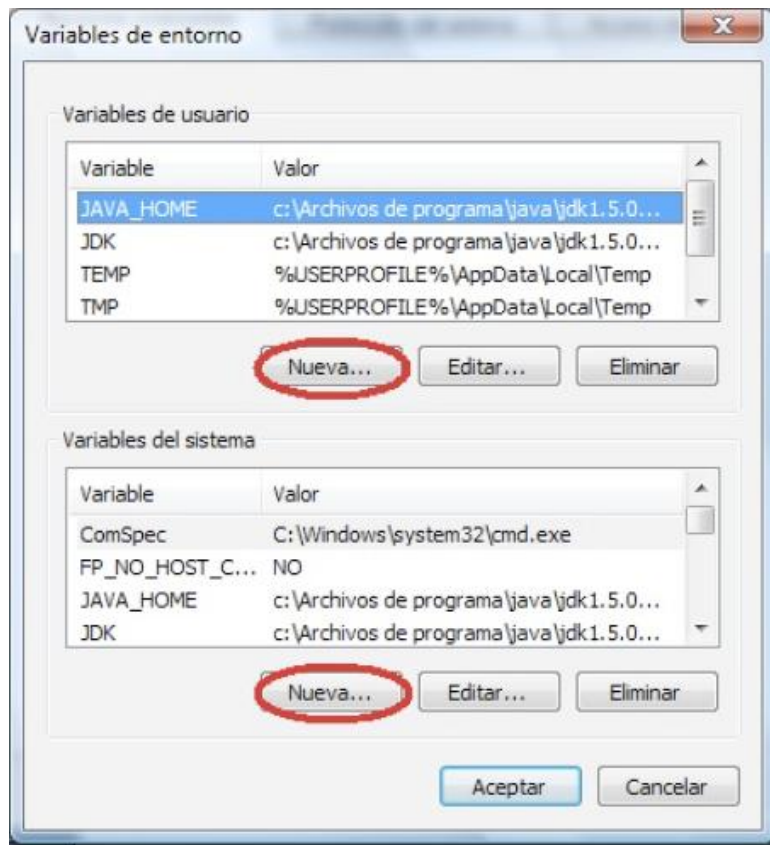 Variables de entorno
Variables de usuario
Variable Valor
JAVA_HOME c:\Archivos de programa\java\jdk1.5.0...
JDK c:\Archivos de programa\java\jdk1.5.0...
TEMP %USERPROFILE%\AppData\Local\Temp
TMP %USERPROFILE%\AppData\Local\Temp
Nueva... Editar... Eliminar
Variables del sistema
Variable Valor
ComSpec C:\Windows\system32\cmd.exe
FP_NO_HOST_C... NO
JAVA_HOME c:\Archivos de programa\java\jdk1.5.0...
JDK c:\Archivos de programa\java\jdk1.5.0...
Nueva... Editar... Eliminar
Aceptar Cancelar